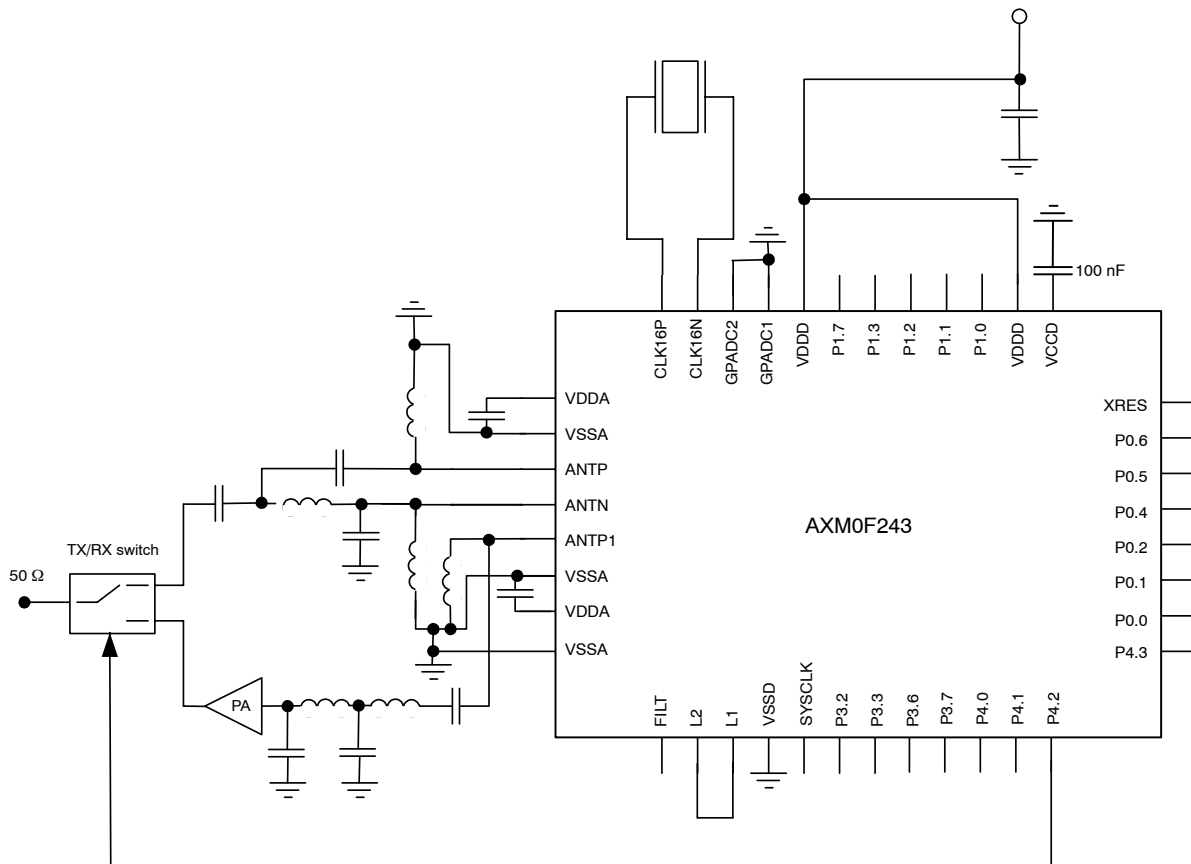 100 nF
CLK16P
CLK16N
GPADC2
GPADC1
VDDD
P1.7
P1.3
P1.2
P1.1
P1.0
VDDD
VCCD
VDDA
VSSA
ANTP
ANTN
ANTP1
VSSA
VDDA
VSSA
XRES
P0.6
P0.5
P0.4
P0.2
P0.1
P0.0
P4.3
AXM0F243
TX/RX switch
50 Ω
PA
FILT
L2
L1
VSSD
SYSCLK
P3.2
P3.3
P3.6
P3.7
P4.0
P4.1
P4.2